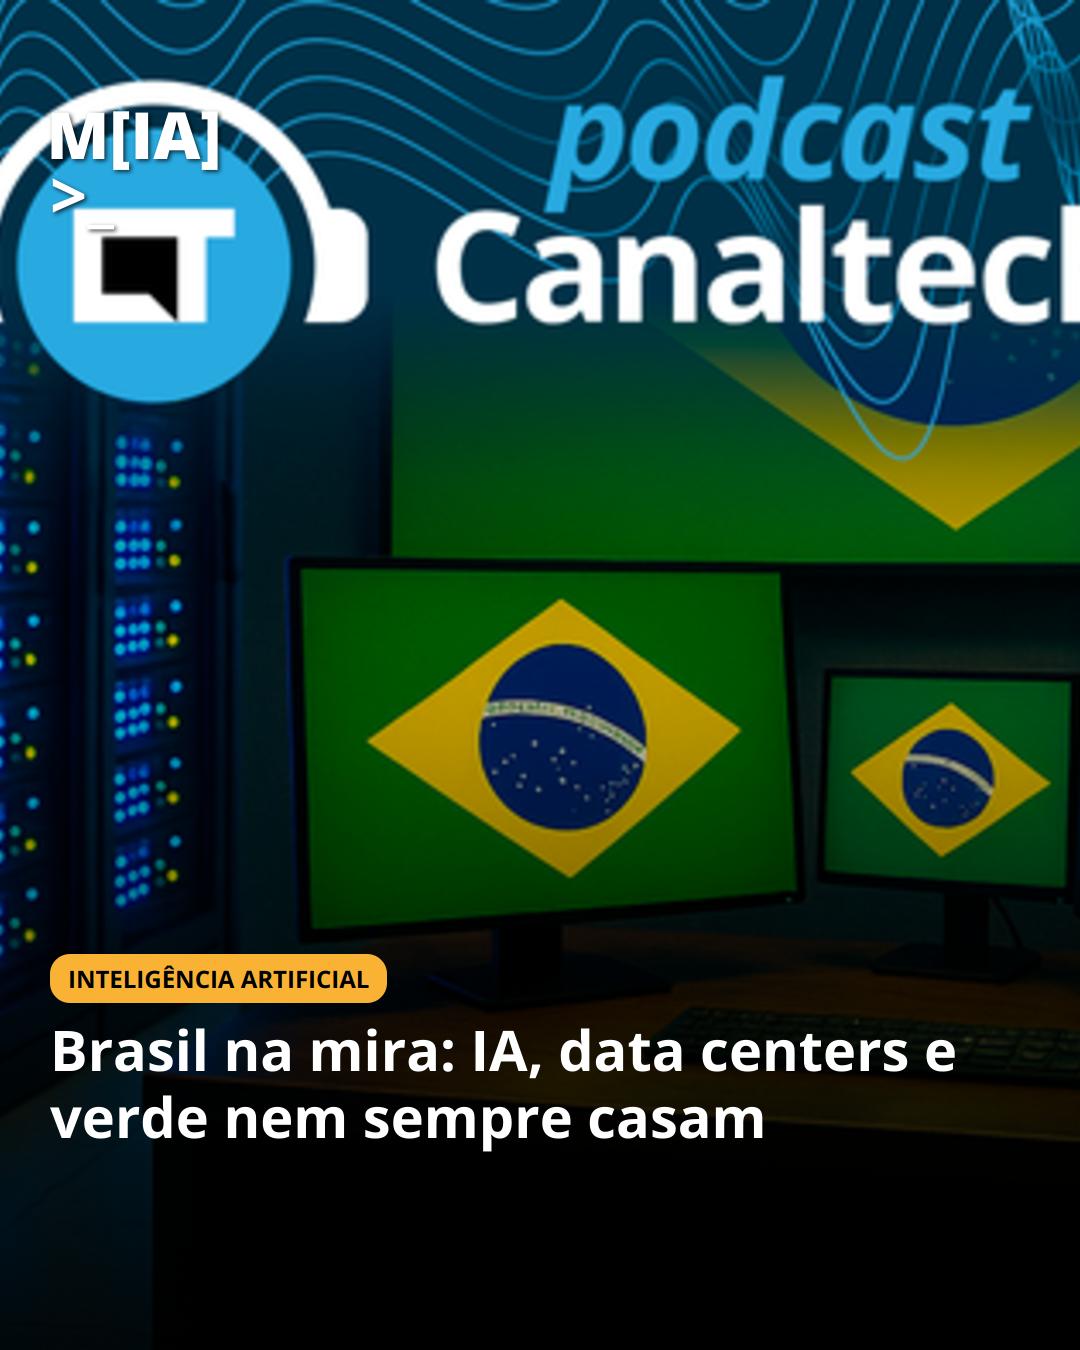 M[IA]
>_
podcast
Canaltech
INTELIGÊNCIA ARTIFICIAL
Brasil na mira: IA, data centers e
verde nem sempre casam